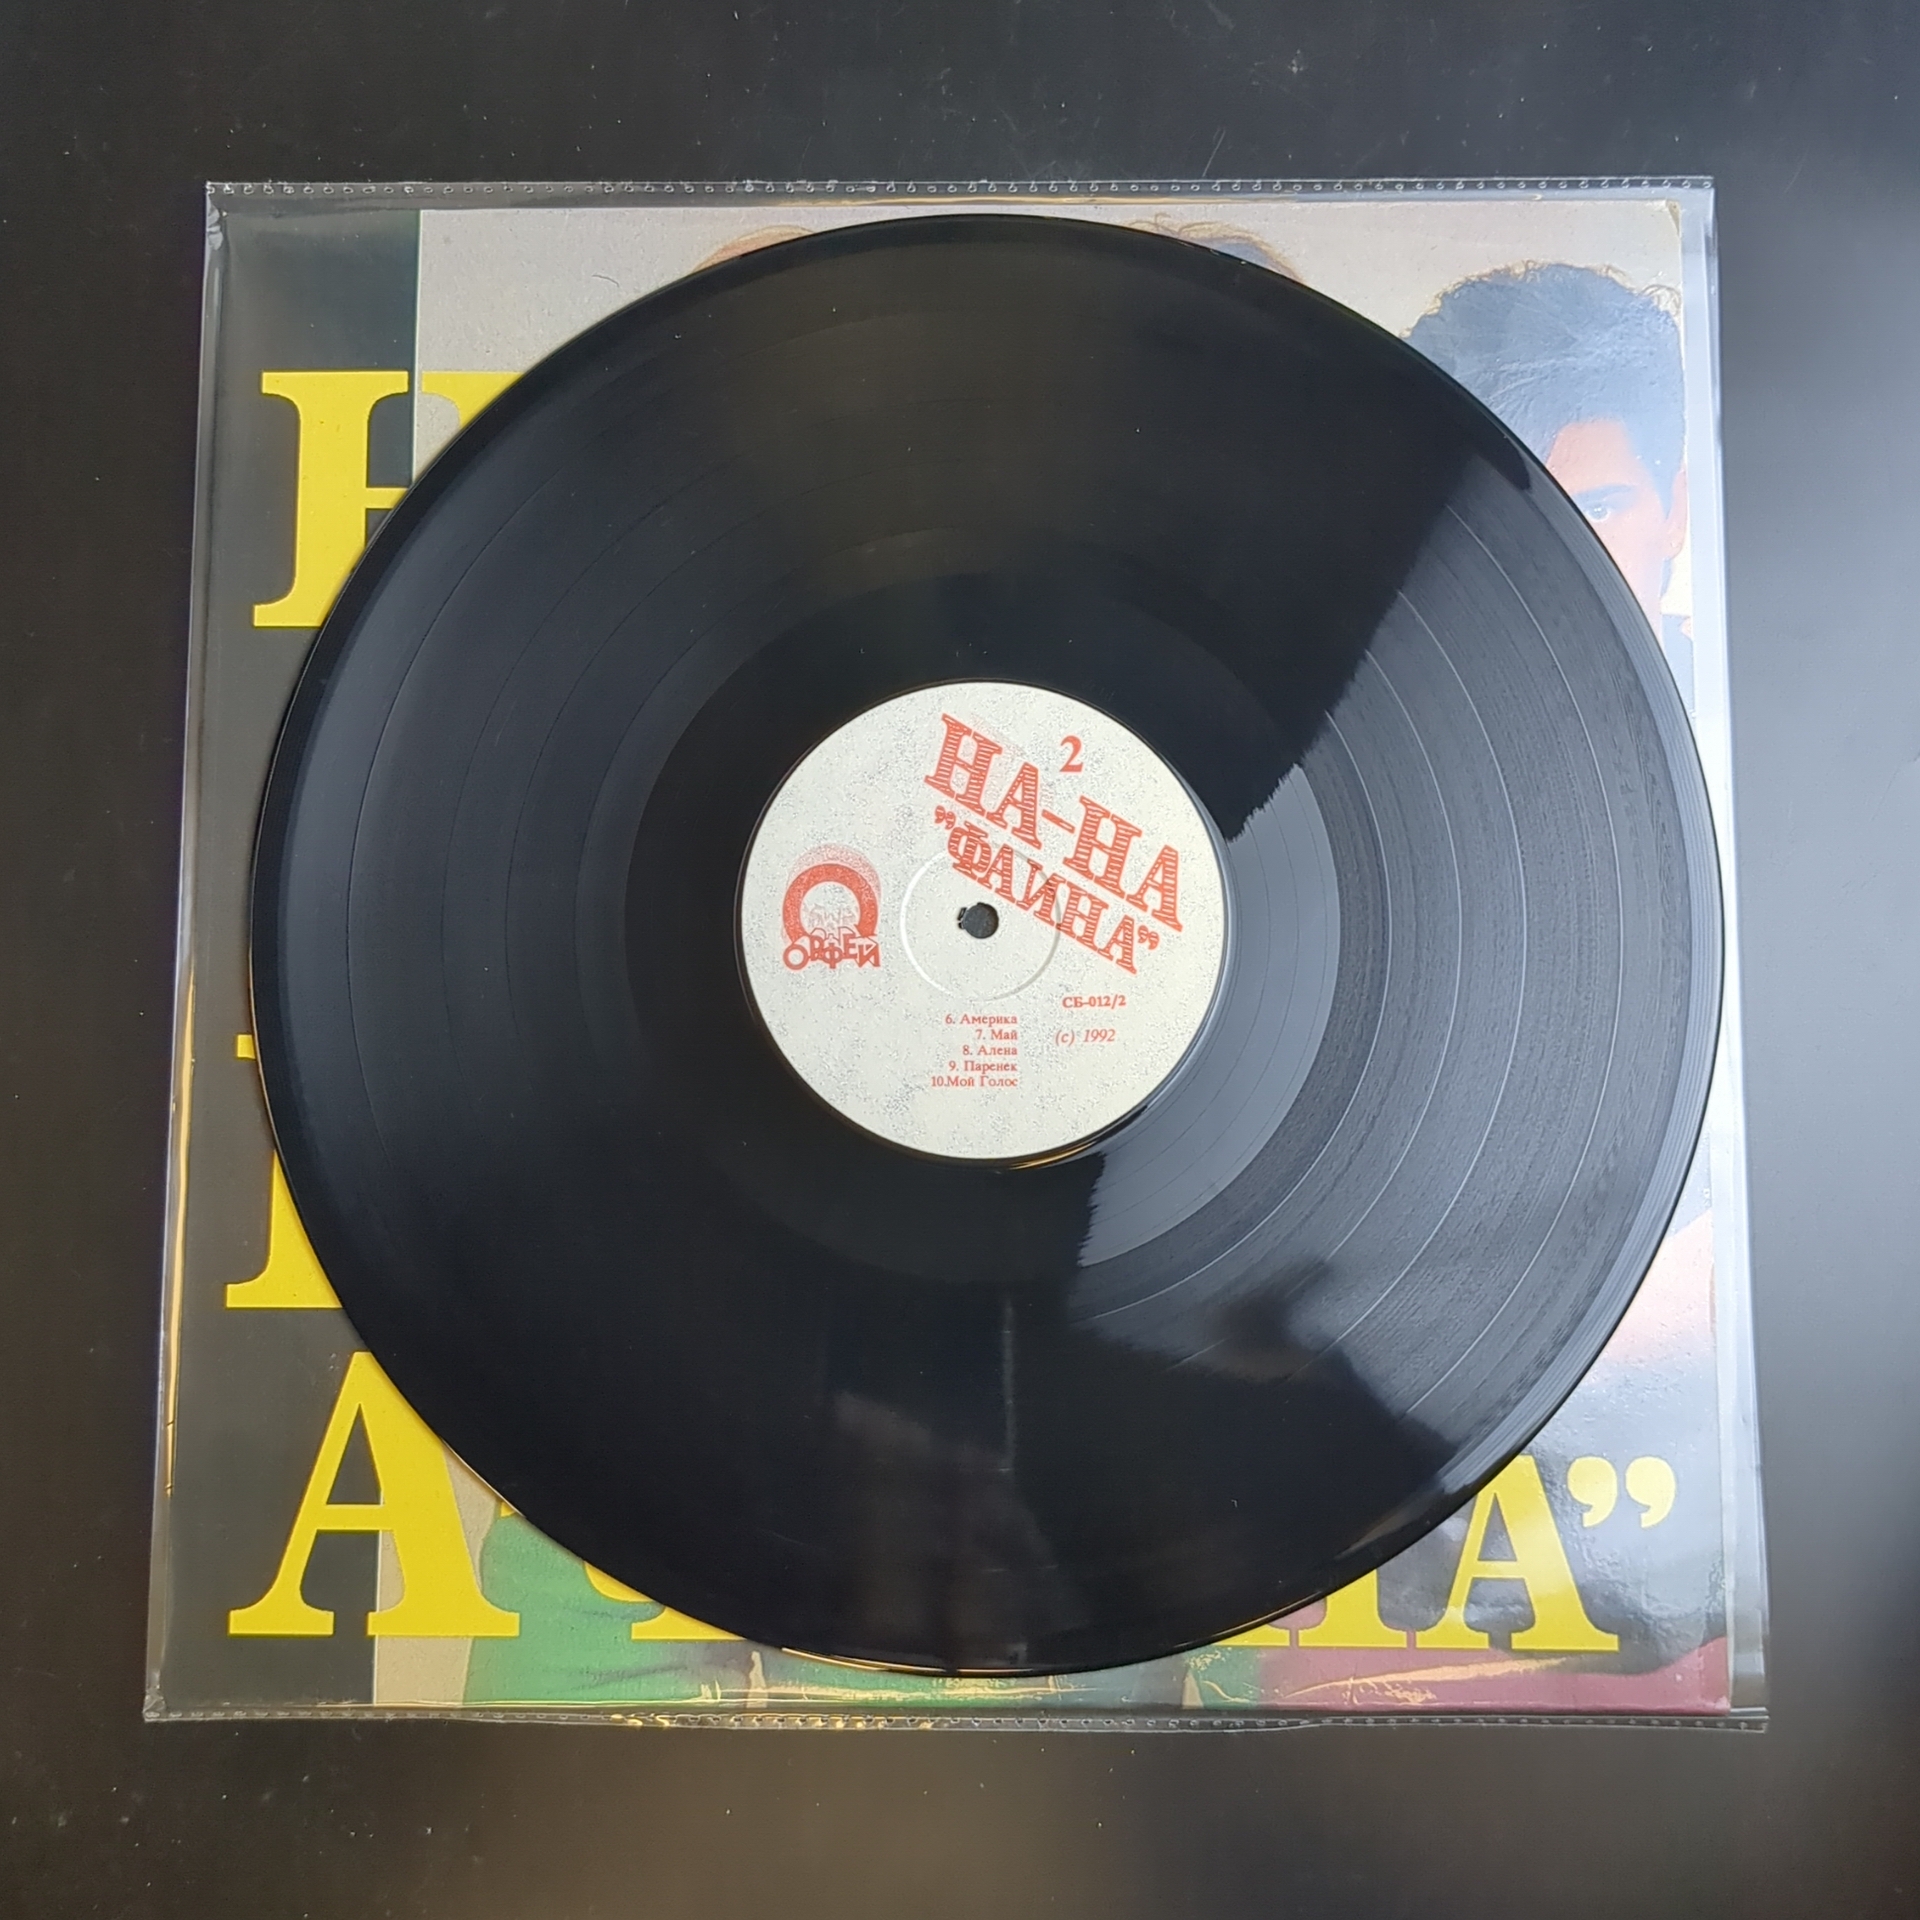 2
НА-НА
"ФАИНА"
ОРФЕЙ
СБ-012/2
(с) 1992
6. Америка
7. Май
8. Алена
9. Паренек
10.Мой Голос
Н
А
А"